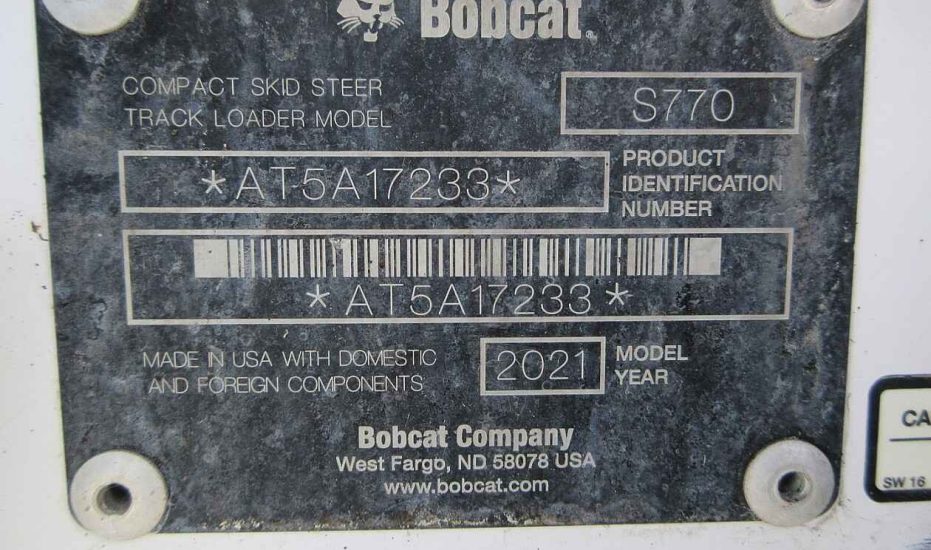 Bobcat
COMPACT SKID STEER
TRACK LOADER MODEL
S770
*AT5A17233*
PRODUCT
IDENTIFICATION
NUMBER
*AT5A17233*
MADE IN USA WITH DOMESTIC
AND FOREIGN COMPONENTS
2021
MODEL
YEAR
Bobcat Company
West Fargo, ND 58078 USA
www.bobcat.com
CA
SW 16